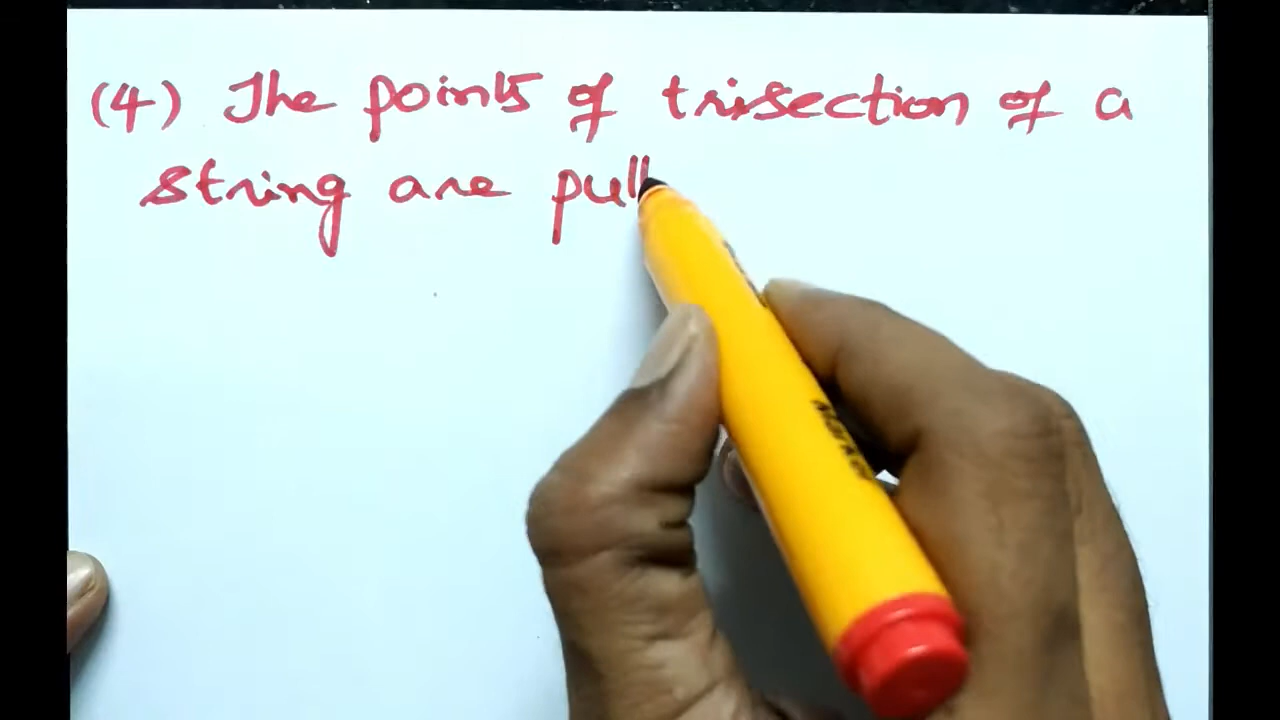 (4) The points of trisection of a
string are pull